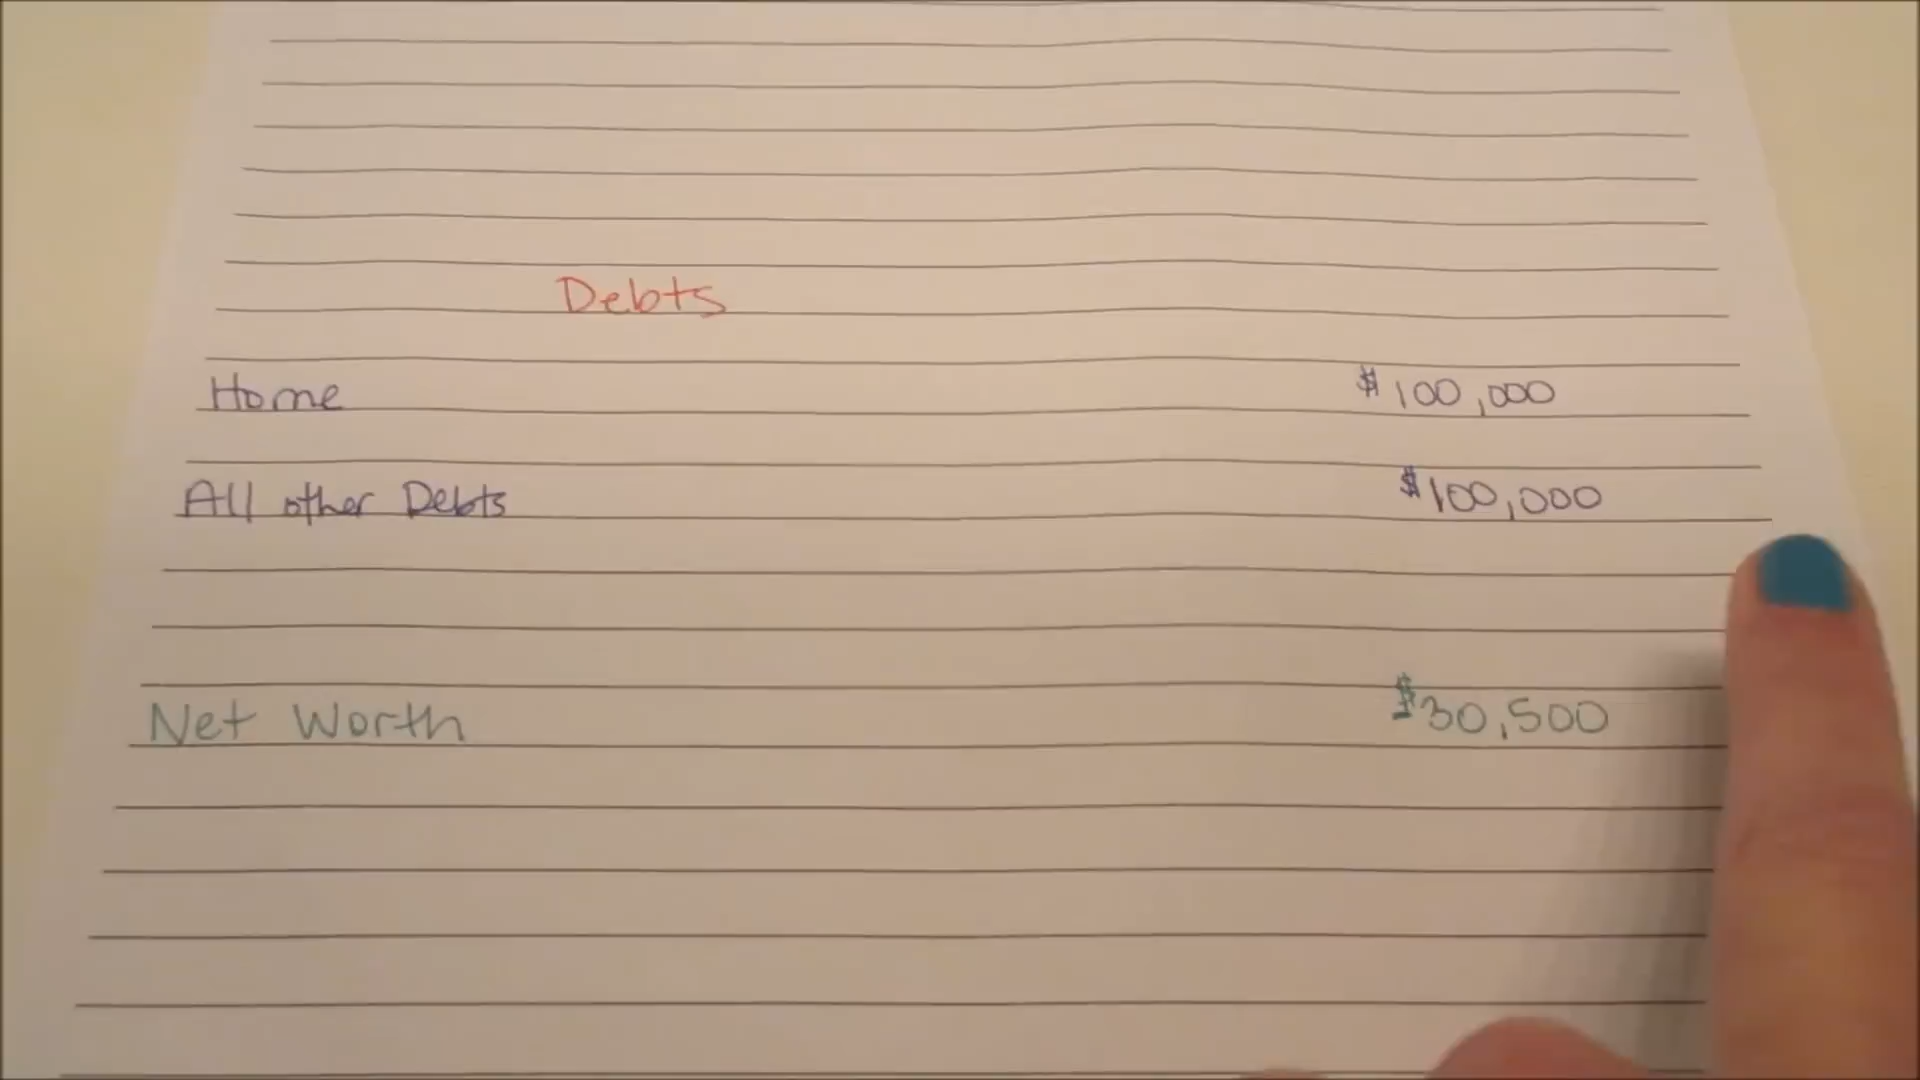 Debts
Home $100,000
All other Debts $100,000
Net Worth $30,500